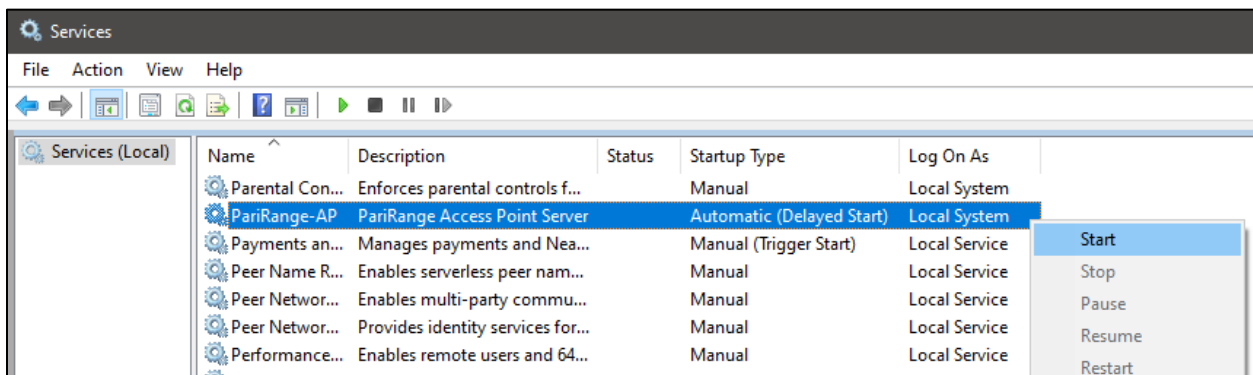 Services
File Action View Help
Services (Local)
Name Description Status Startup Type Log On As
Parental Con... Enforces parental controls f... Manual Local System
PariRange-AP PariRange Access Point Server Automatic (Delayed Start) Local System
Payments an... Manages payments and Nea... Manual (Trigger Start) Local Service
Peer Name R... Enables serverless peer nam... Manual Local Service
Peer Networ... Enables multi-party commu... Manual Local Service
Peer Networ... Provides identity services for... Manual Local Service
Performance... Enables remote users and 64... Manual Local Service
Start
Stop
Pause
Resume
Restart